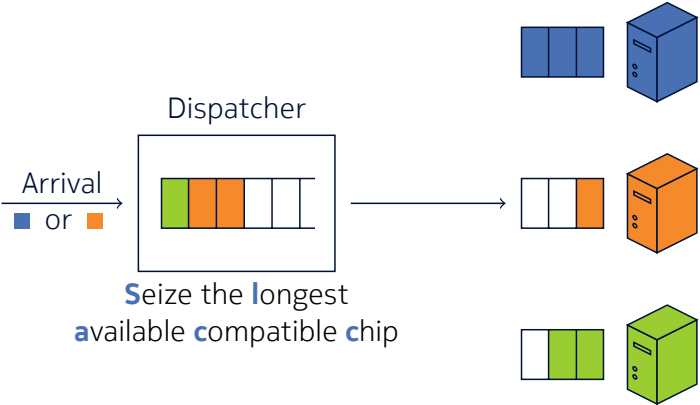 Dispatcher
Arrival
or
Seize the longest
available compatible chip